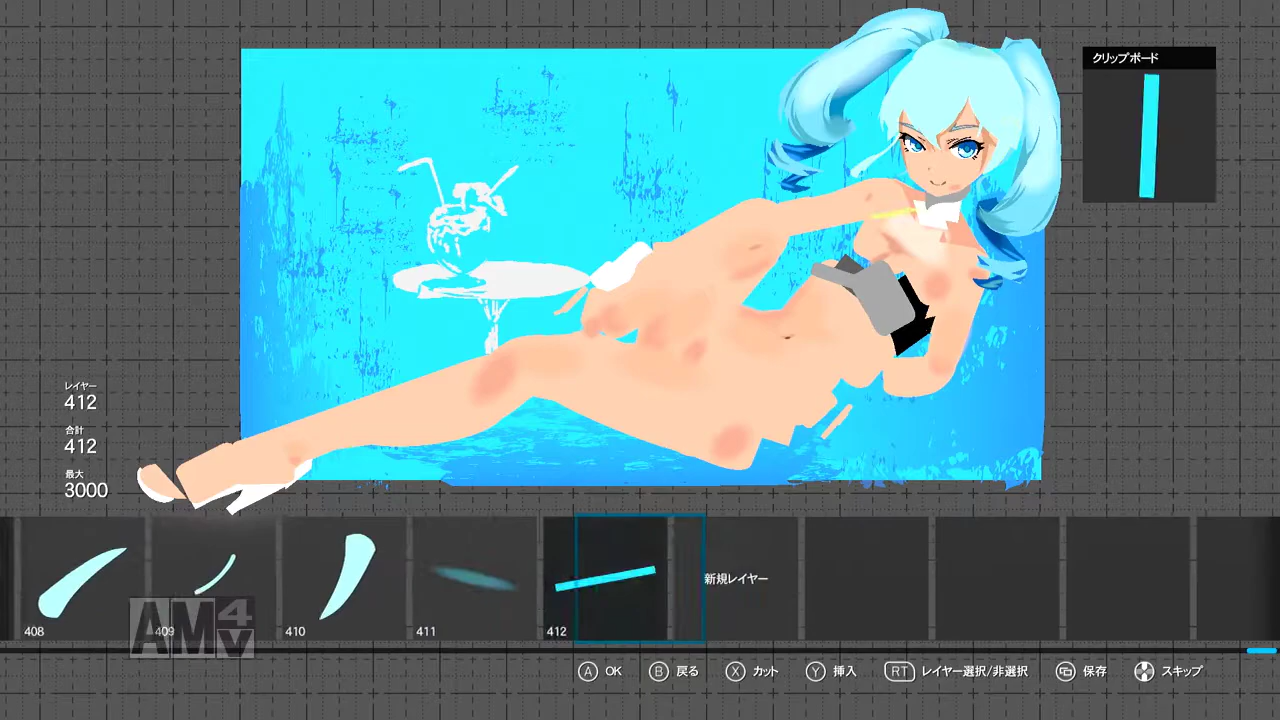 クリップボード
レイヤー
412
合計
412
最大
3000
新規レイヤー
408
409
410
411
412
AM4V
A OK
B 戻る
X カット
Y 挿入
RT レイヤー選択/非選択
保存
スキップ